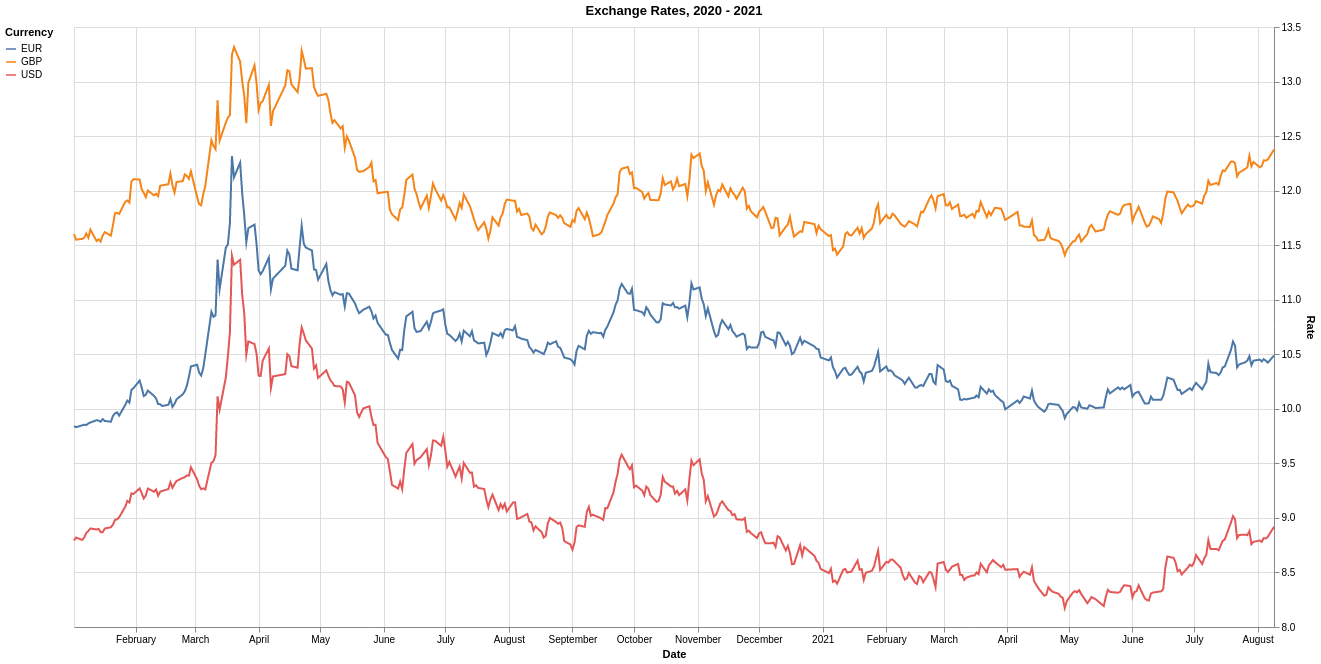 Exchange Rates, 2020 - 2021
Currency
EUR
GBP
USD
13.5
13.0
12.5
12.0
11.5
11.0
10.5
10.0
9.5
9.0
8.5
8.0
Rate
February March April May June July August September October November December 2021 February March April May June July August
Date